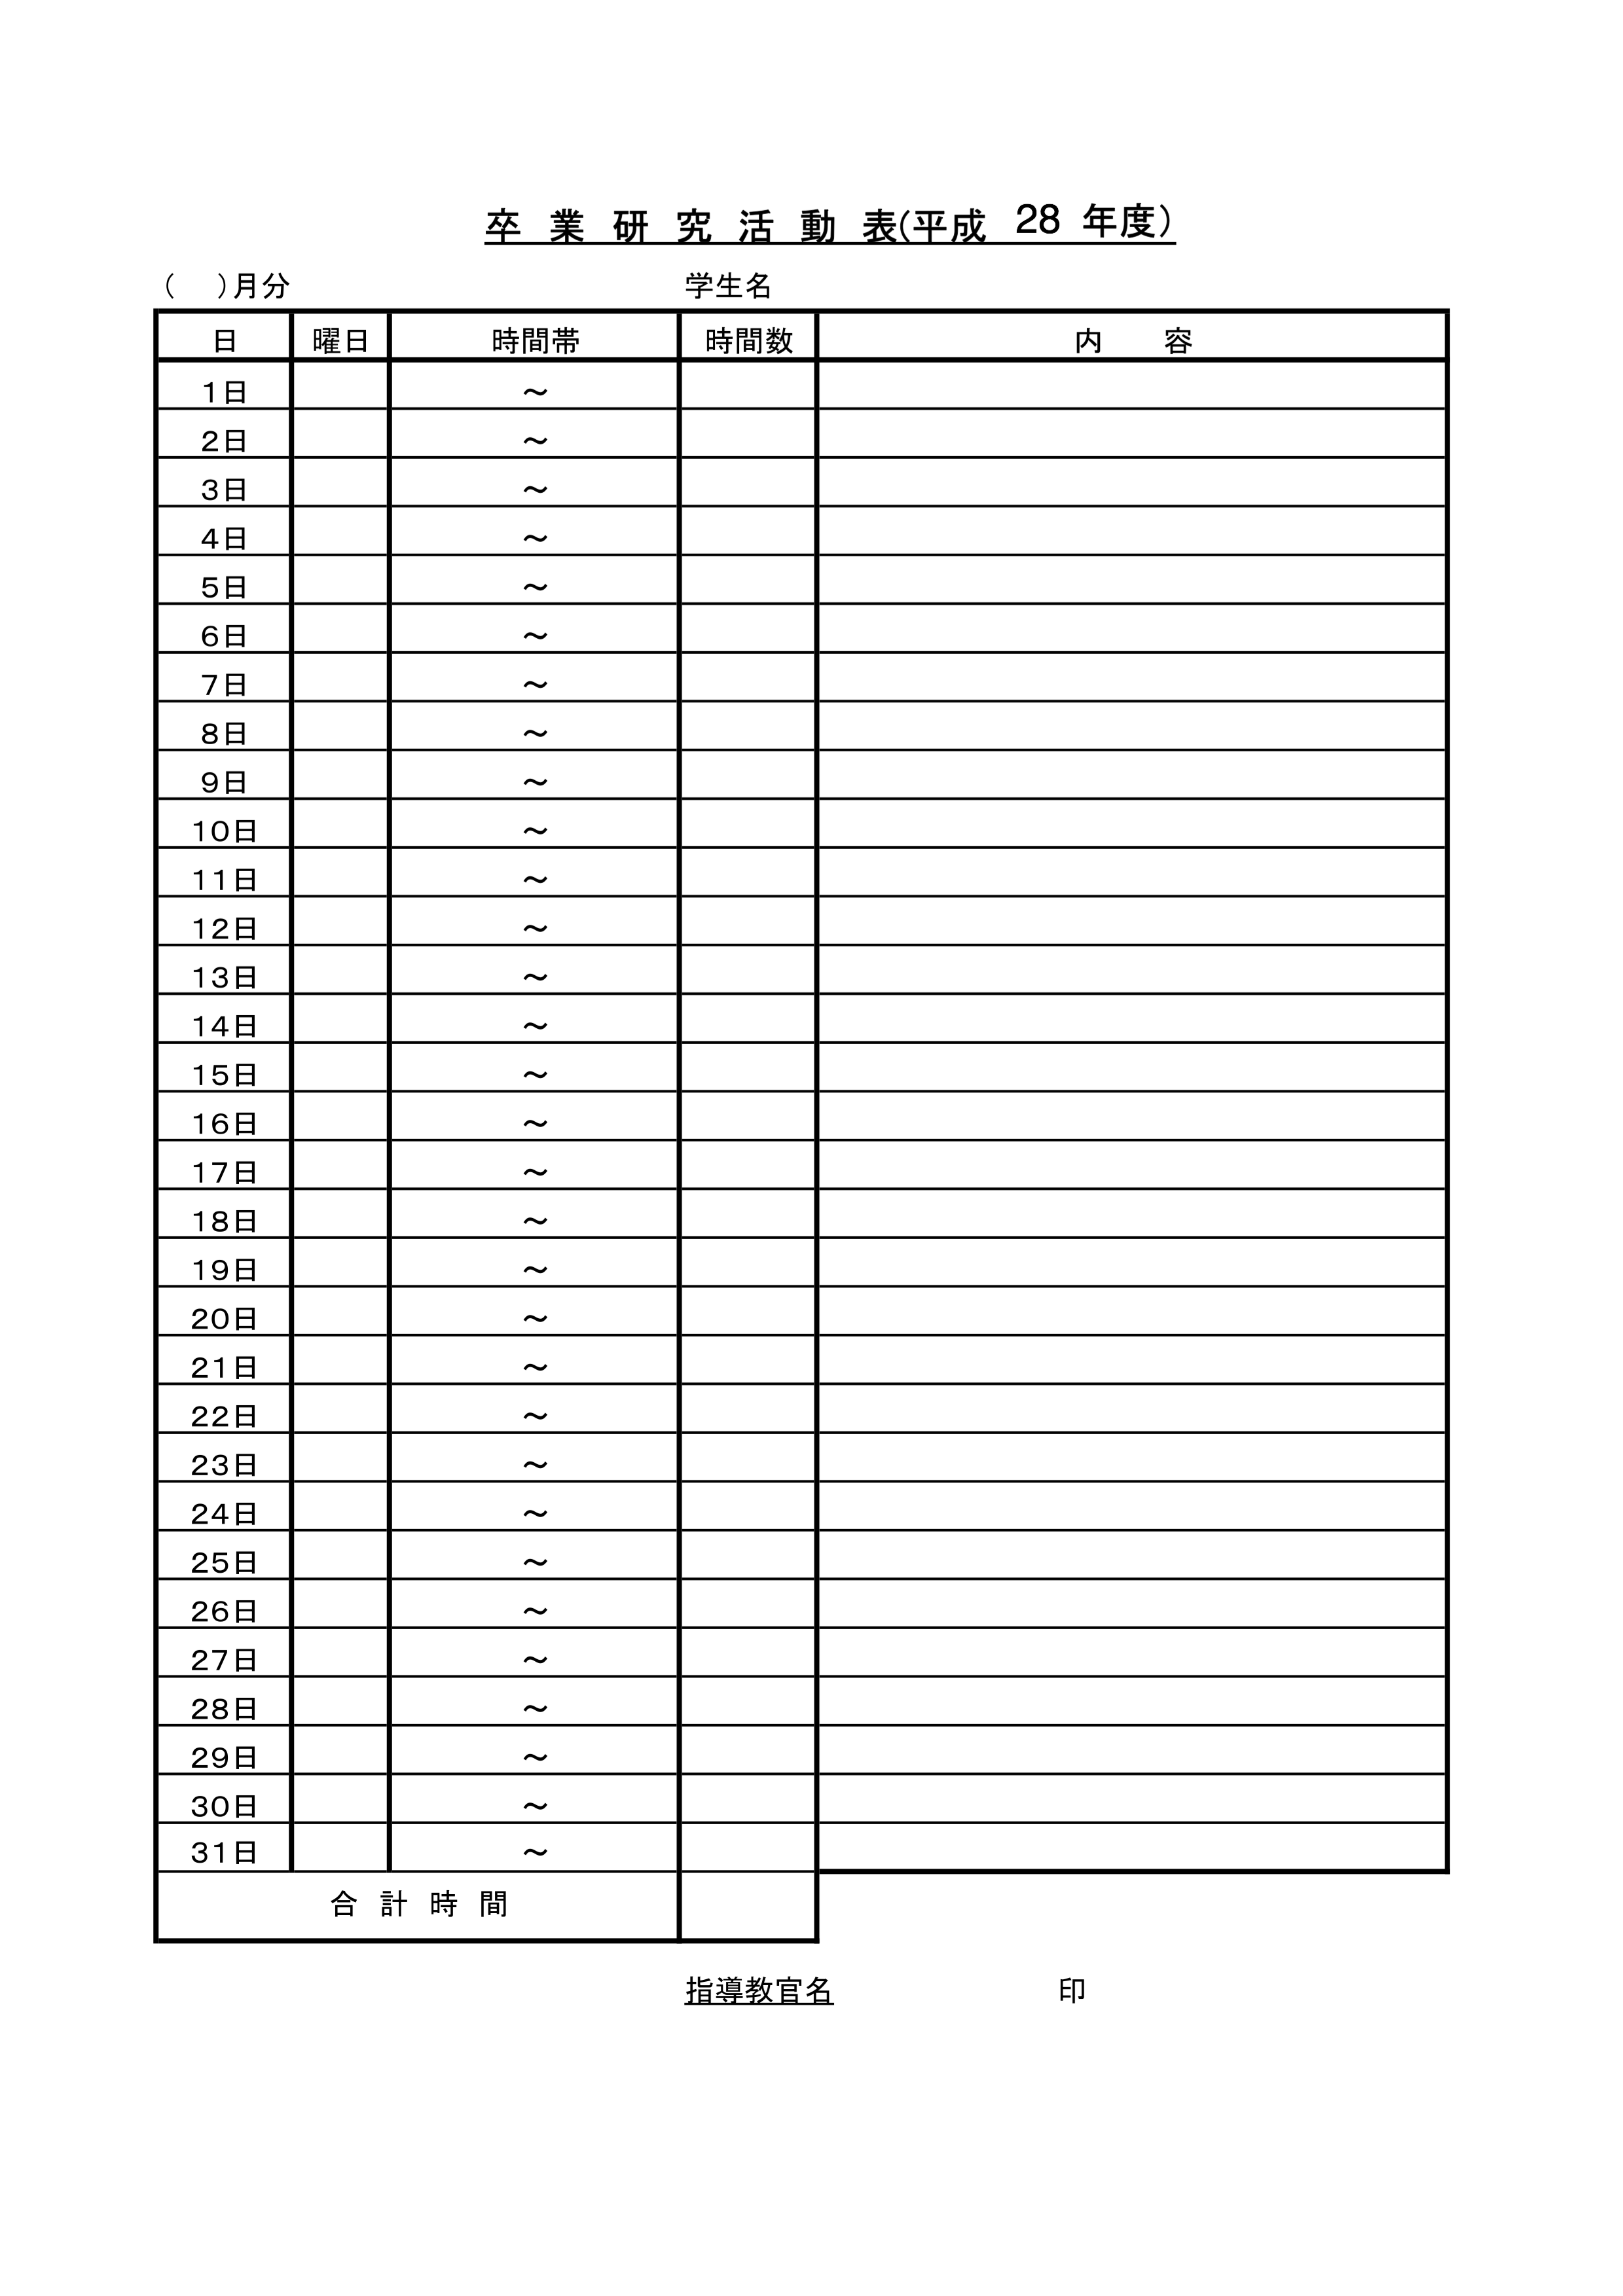 卒 業 研 究 活 動 表(平成 28 年度)
（　）月分 学生名
日 曜日 時間帯 時間数 内 容
1日 ～
2日 ～
3日 ～
4日 ～
5日 ～
6日 ～
7日 ～
8日 ～
9日 ～
10日 ～
11日 ～
12日 ～
13日 ～
14日 ～
15日 ～
16日 ～
17日 ～
18日 ～
19日 ～
20日 ～
21日 ～
22日 ～
23日 ～
24日 ～
25日 ～
26日 ～
27日 ～
28日 ～
29日 ～
30日 ～
31日 ～
合 計 時 間
指導教官名 印